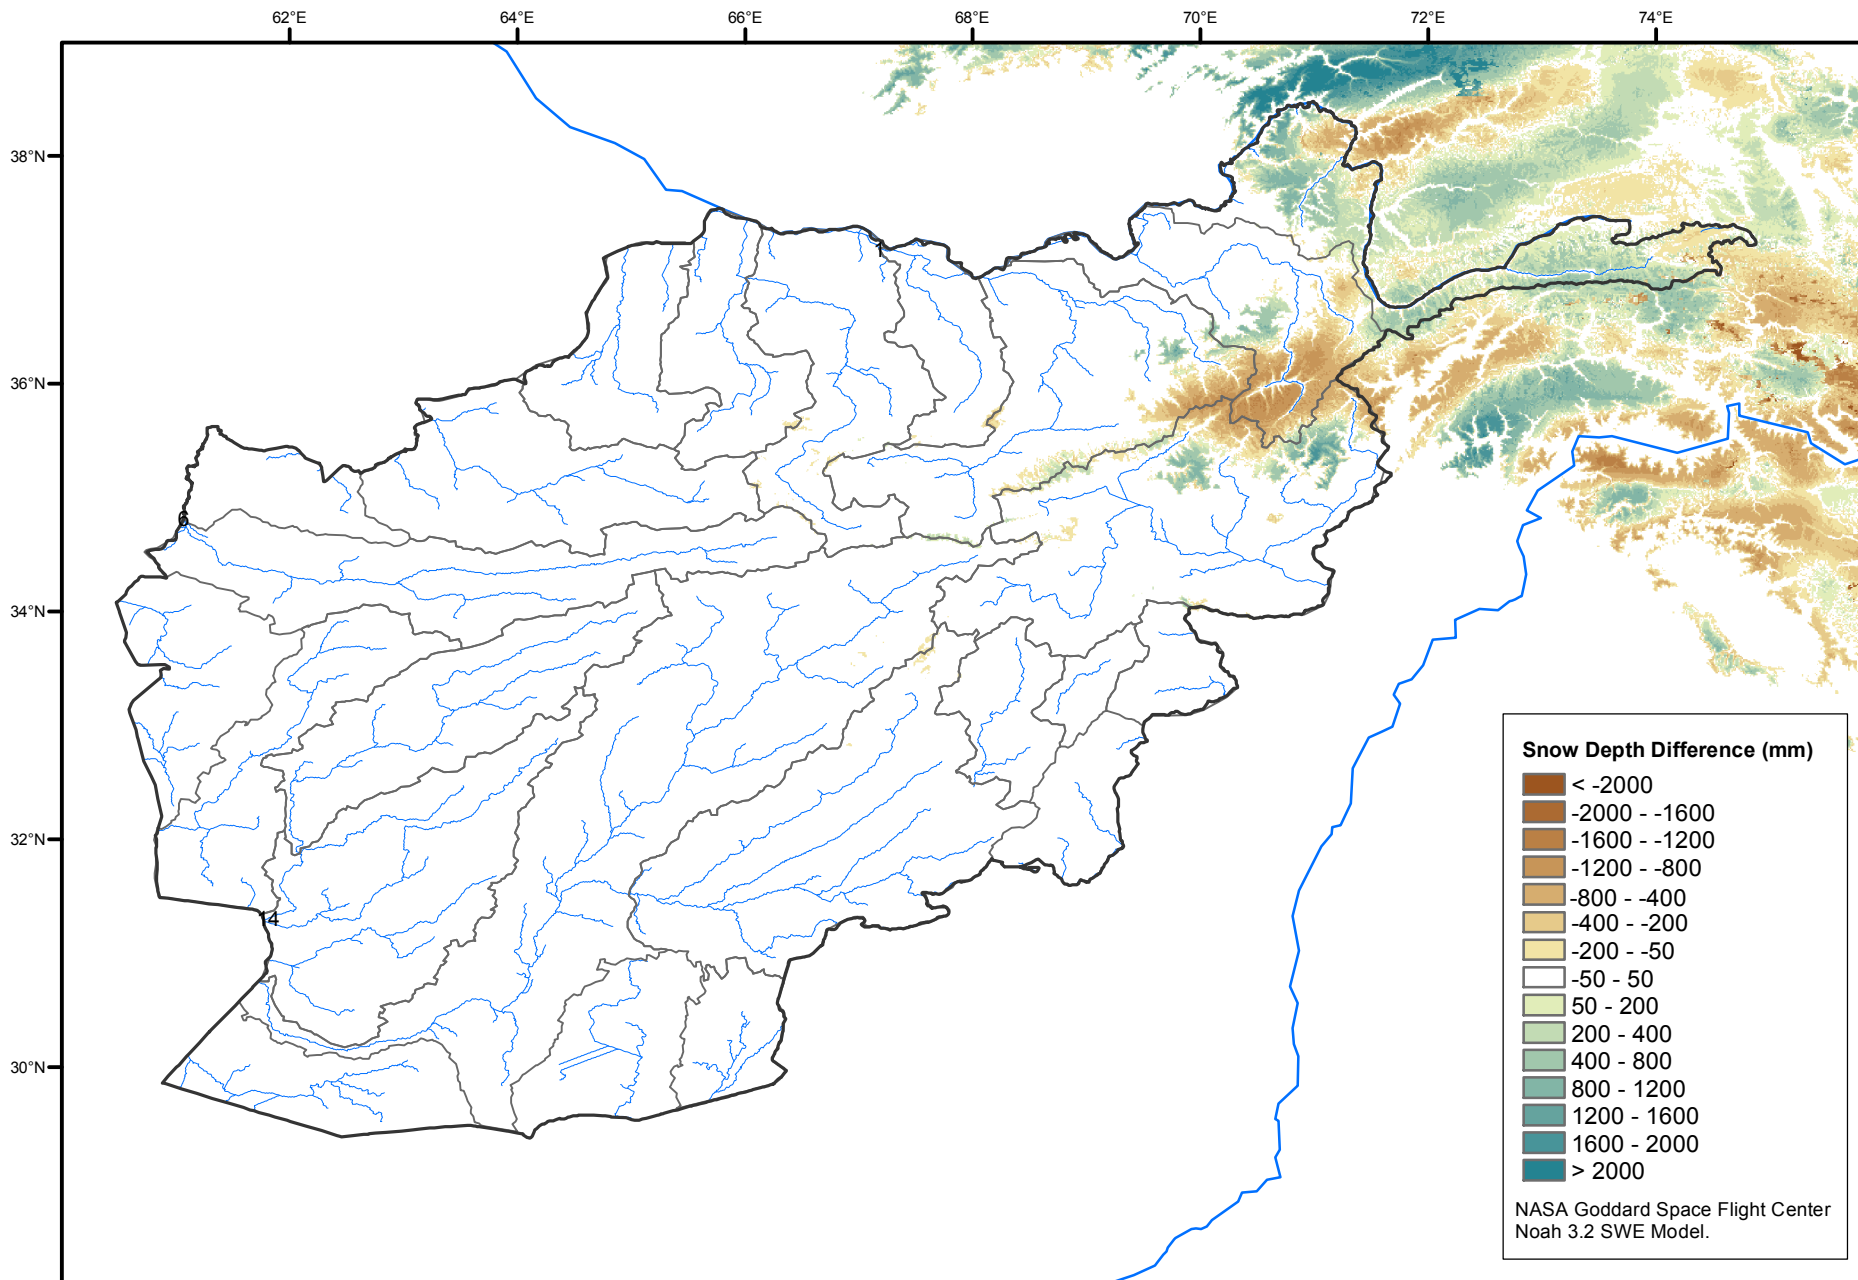 62°E 64°E 66°E 68°E 70°E 72°E 74°E
38°N
1
36°N
6
34°N
32°N
14
30°N
Snow Depth Difference (mm)
< -2000
-2000 - -1600
-1600 - -1200
-1200 - -800
-800 - -400
-400 - -200
-200 - -50
-50 - 50
50 - 200
200 - 400
400 - 800
800 - 1200
1200 - 1600
1600 - 2000
> 2000
NASA Goddard Space Flight Center
Noah 3.2 SWE Model.